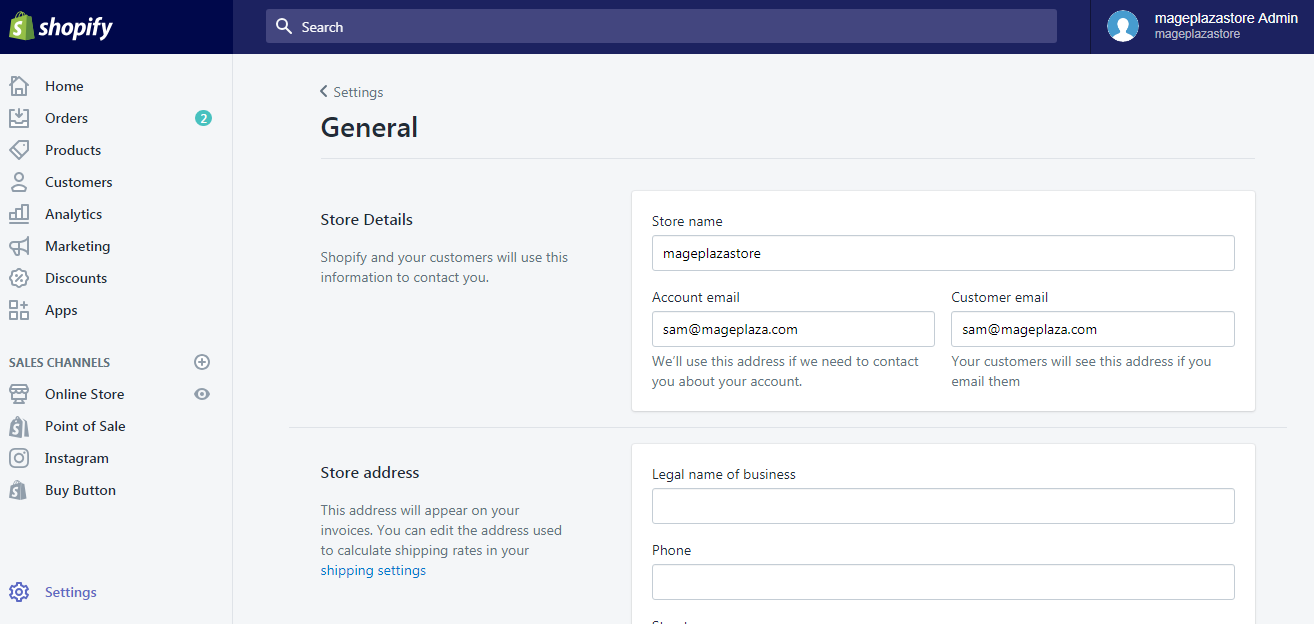 shopify
Search
mageplazastore Admin
mageplazastore
Home
Orders
2
Products
Customers
Analytics
Marketing
Discounts
Apps
SALES CHANNELS
Online Store
Point of Sale
Instagram
Buy Button
Settings
Settings
General
Store Details
Shopify and your customers will use this
information to contact you.
Store name
mageplazastore
Account email
sam@mageplaza.com
We’ll use this address if we need to contact
you about your account.
Customer email
sam@mageplaza.com
Your customers will see this address if you
email them
Store address
This address will appear on your
invoices. You can edit the address used
to calculate shipping rates in your
shipping settings
Legal name of business
Phone